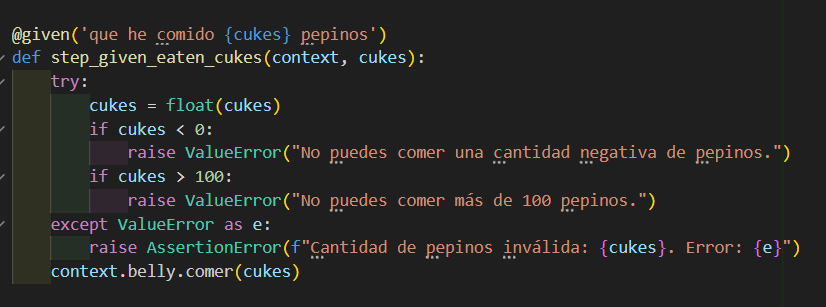 @given('que he comido {cukes} pepinos')
def step_given_eaten_cukes(context, cukes):
    try:
        cukes = float(cukes)
        if cukes < 0:
            raise ValueError("No puedes comer una cantidad negativa de pepinos.")
        if cukes > 100:
            raise ValueError("No puedes comer más de 100 pepinos.")
    except ValueError as e:
        raise AssertionError(f"Cantidad de pepinos inválida: {cukes}. Error: {e}")
    context.belly.comer(cukes)